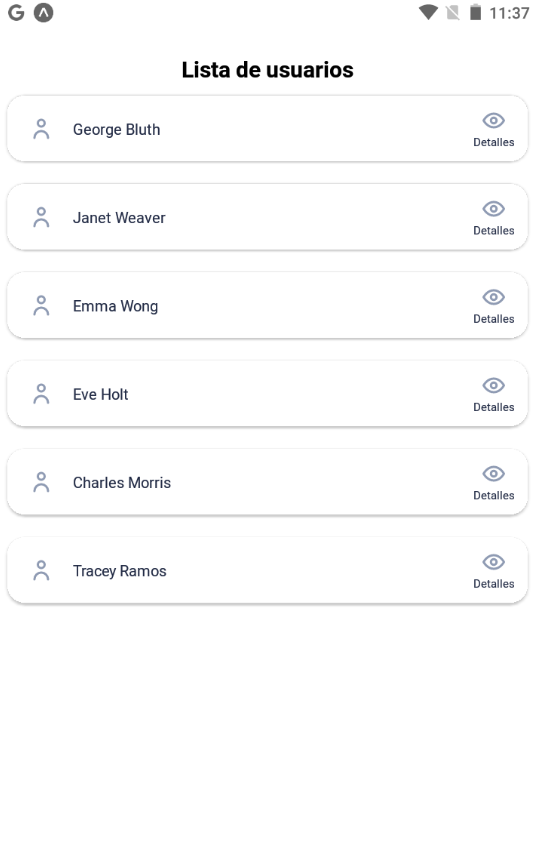 11:37
Lista de usuarios
George Bluth
Detalles
Janet Weaver
Detalles
Emma Wong
Detalles
Eve Holt
Detalles
Charles Morris
Detalles
Tracey Ramos
Detalles